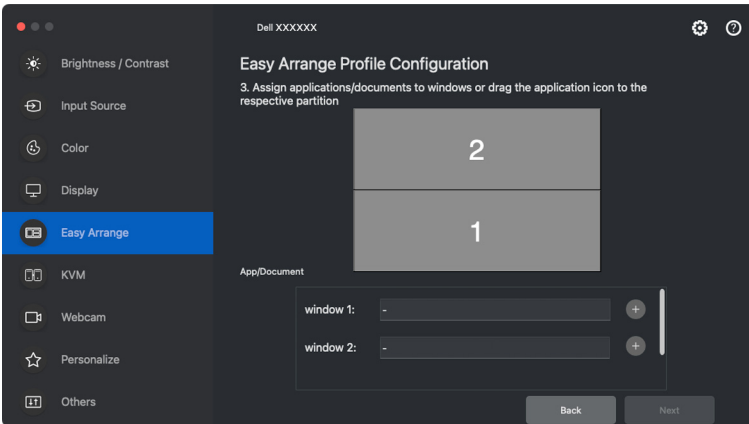 Dell XXXXXX
Brightness / Contrast
Input Source
Color
Display
Easy Arrange
KVM
Webcam
Personalize
Others
Easy Arrange Profile Configuration
3. Assign applications/documents to windows or drag the application icon to the
respective partition
2
1
App/Document
window 1:
-
window 2:
-
Back
Next